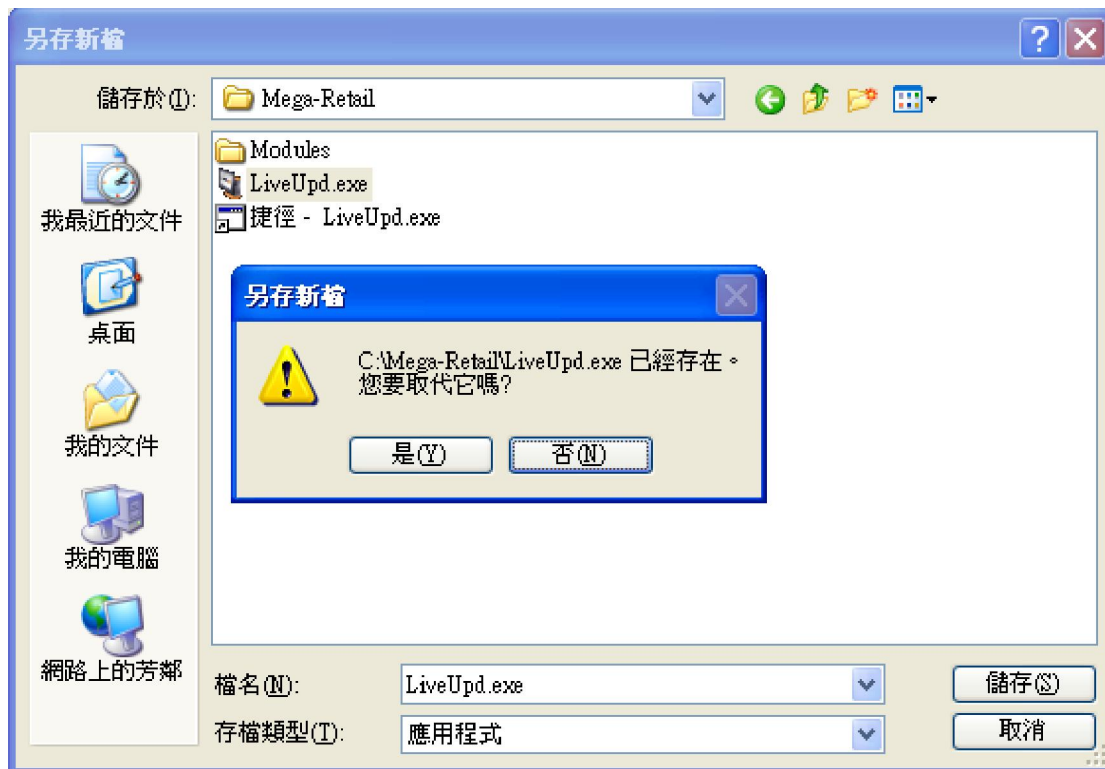 另存新檔
儲存於(I):
Mega-Retail
Modules
LiveUpd.exe
捷徑 - LiveUpd.exe
我最近的文件
桌面
我的文件
我的電腦
網路上的芳鄰
另存新檔
C:\Mega-Retail\LiveUpd.exe 已經存在。
您要取代它嗎?
是(Y)
否(N)
檔名(N):
LiveUpd.exe
儲存(S)
存檔類型(T):
應用程式
取消